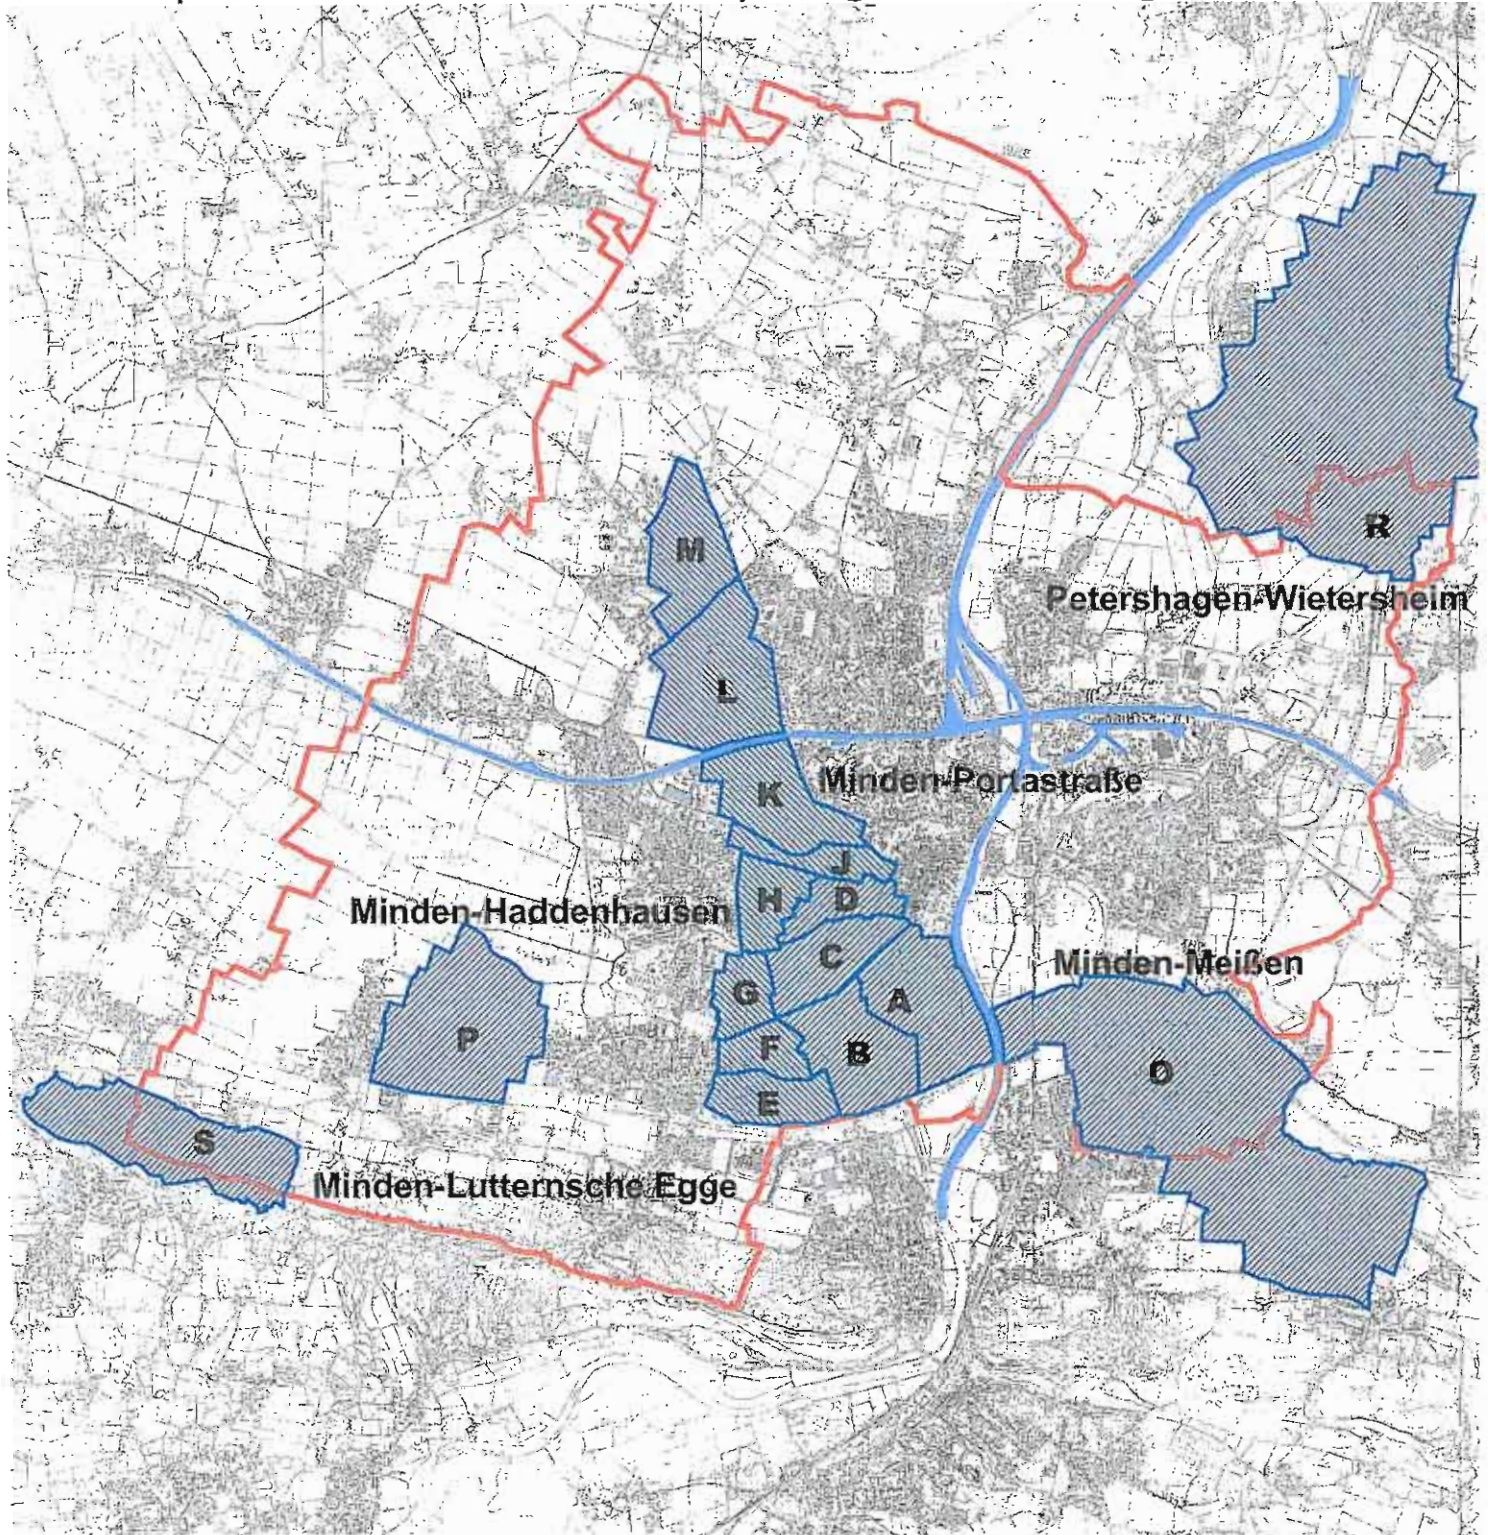 M
R
Petershagen-Wietersheim
L
Minden-Portastraße
K
J
H
D
Minden-Haddenhausen
C
Minden-Meißen
G
A
P
F
B
O
E
S
Minden-Lutternsche Egge